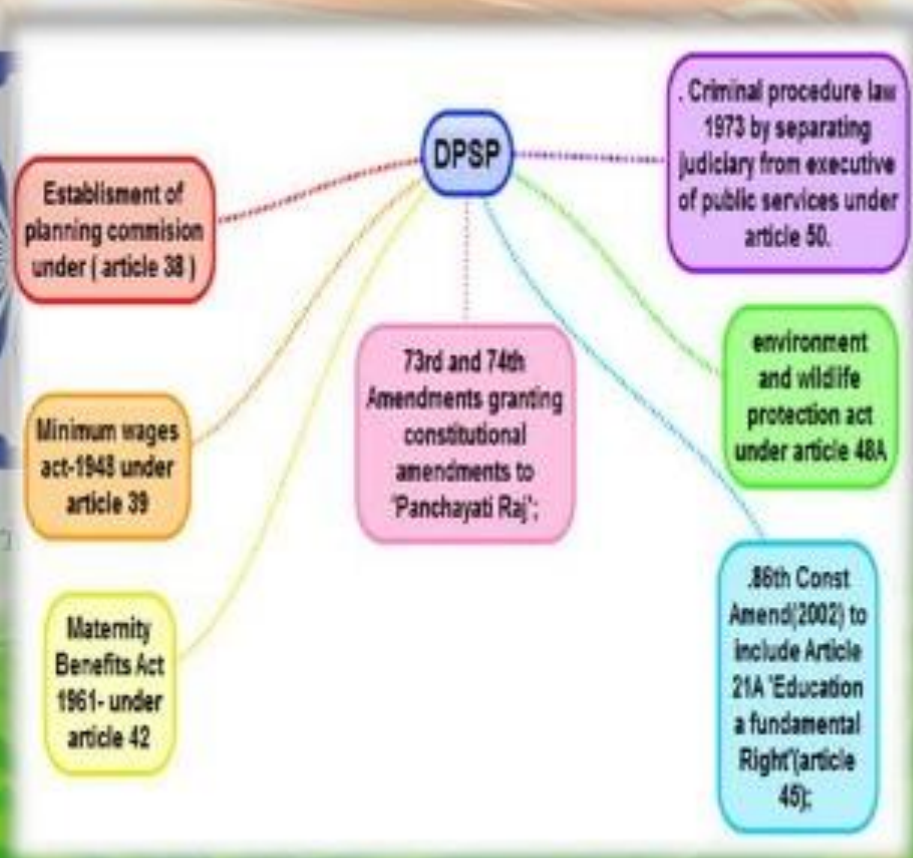 DPSP
Establisment of
planning commision
under ( article 38 )
Minimum wages
act-1948 under
article 39
Maternity
Benefits Act
1961- under
article 42
73rd and 74th
Amendments granting
constitutional
amendments to
'Panchayati Raj';
. Criminal procedure law
1973 by separating
judiciary from executive
of public services under
article 50.
environment
and wildlife
protection act
under article 48A
.86th Const
Amend(2002) to
include Article
21A 'Education
a fundamental
Right'(article
45);